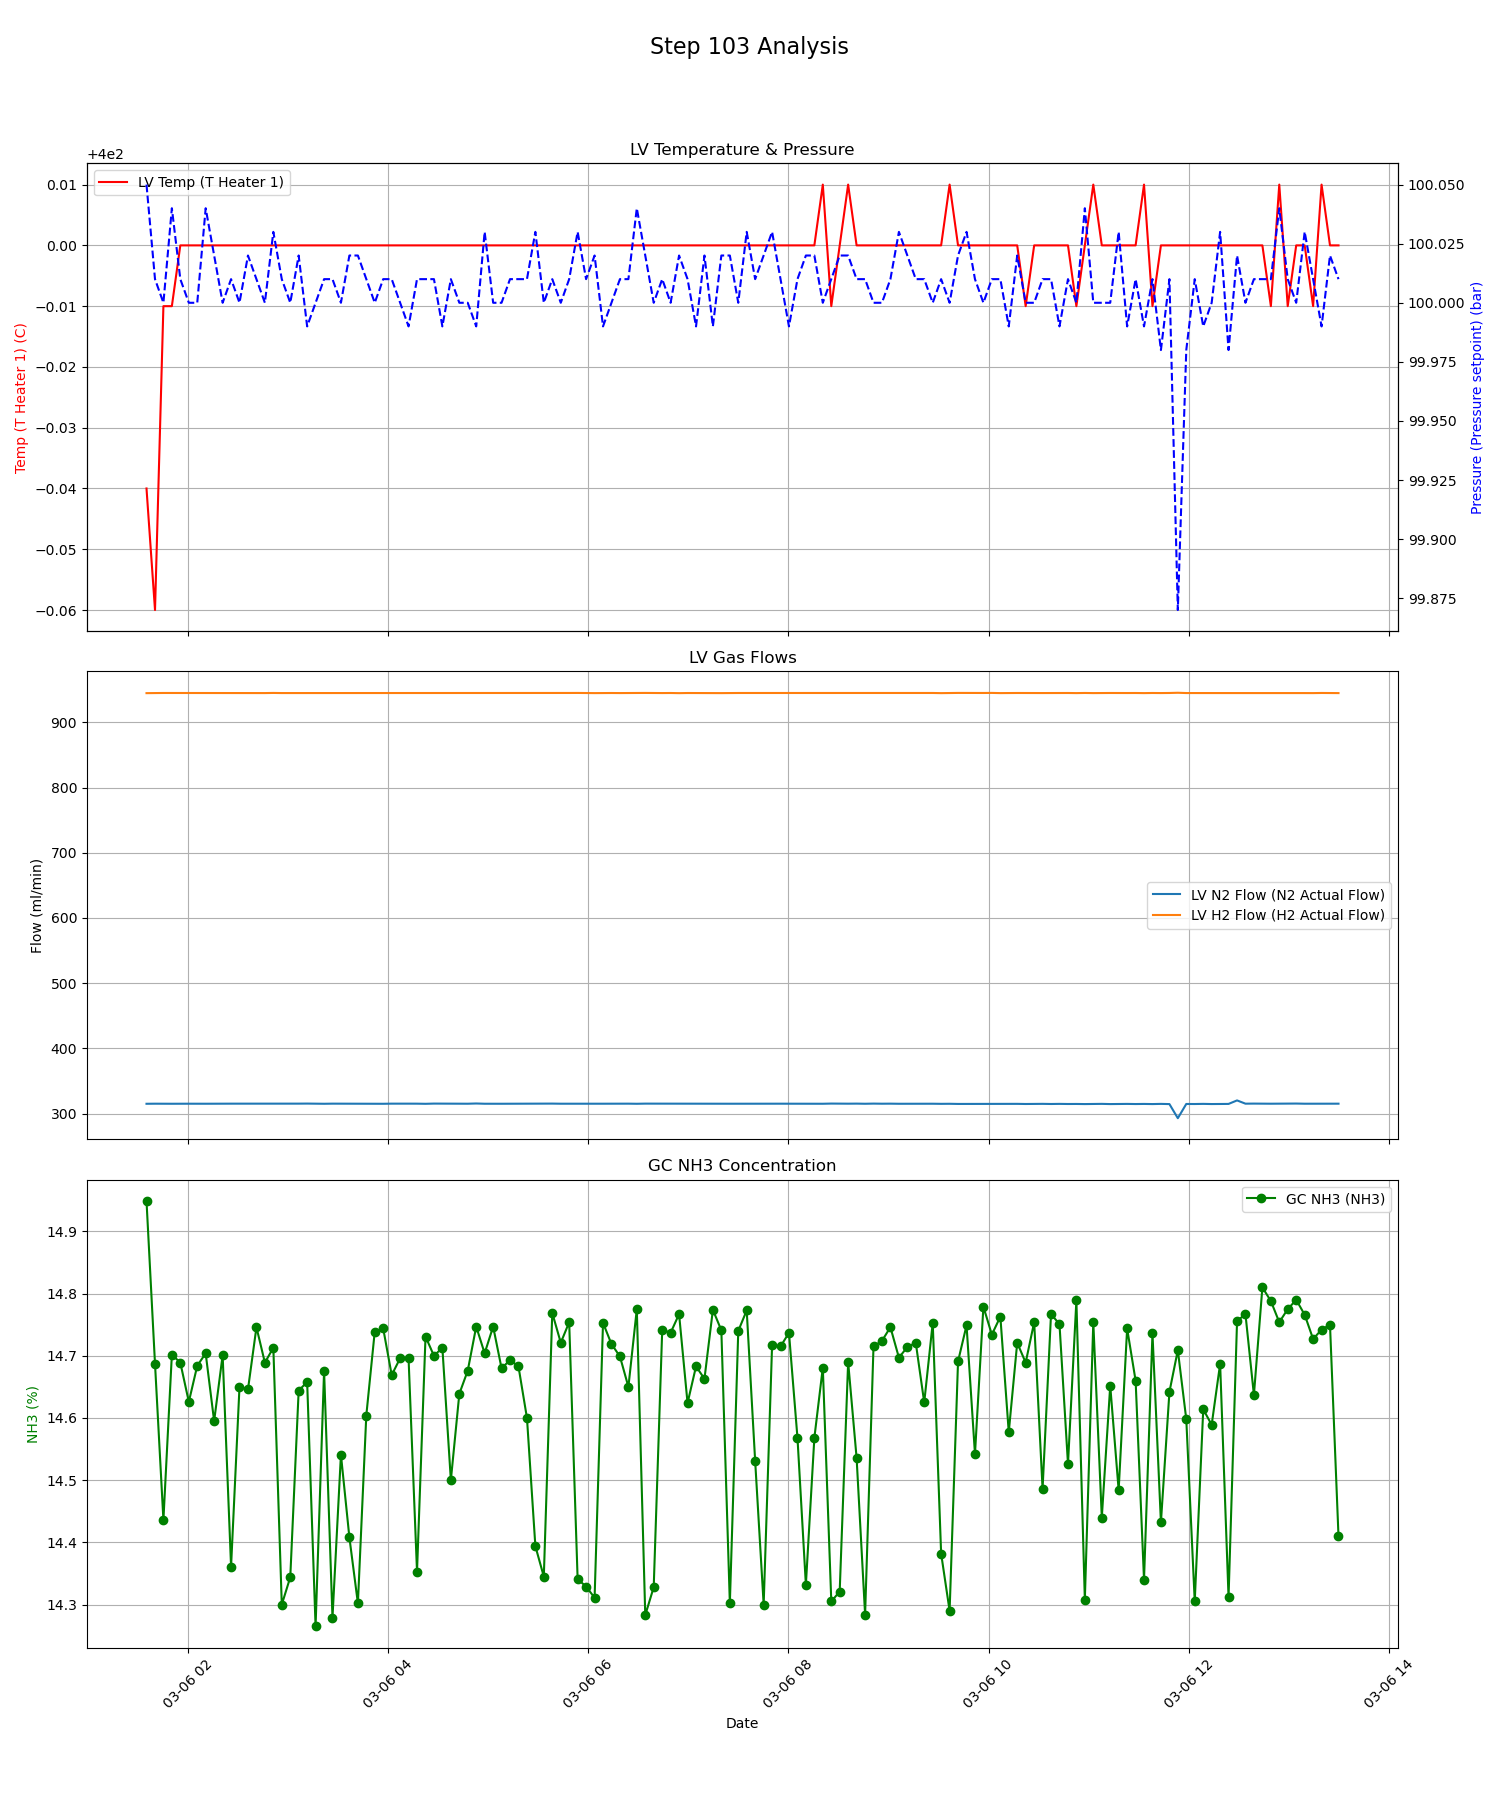 Step 103 Analysis
LV Temperature & Pressure
+4e2
LV Temp (T Heater 1)
0.01
0.00
−0.01
−0.02
−0.03
−0.04
−0.05
−0.06
Temp (T Heater 1) (C)
100.050
100.025
100.000
99.975
99.950
99.925
99.900
99.875
Pressure (Pressure setpoint) (bar)
LV Gas Flows
900
800
700
600
500
400
300
Flow (ml/min)
LV N2 Flow (N2 Actual Flow)
LV H2 Flow (H2 Actual Flow)
GC NH3 Concentration
GC NH3 (NH3)
14.9
14.8
14.7
14.6
14.5
14.4
14.3
NH3 (%)
03-06 02
03-06 04
03-06 06
03-06 08
03-06 10
03-06 12
03-06 14
Date